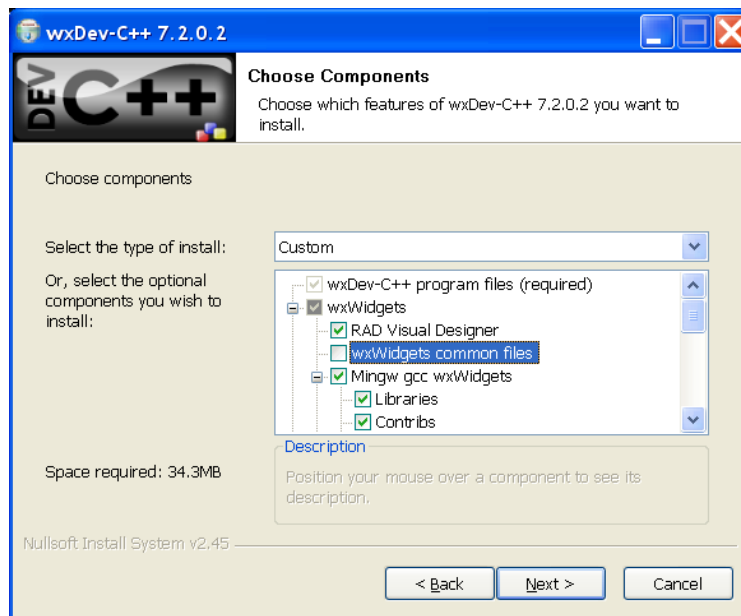 wxDev-C++ 7.2.0.2
DEV
C++
Choose Components
Choose which features of wxDev-C++ 7.2.0.2 you want to
install.
Choose components
Select the type of install:
Custom
Or, select the optional
components you wish to
install:
wxDev-C++ program files (required)
wxWidgets
RAD Visual Designer
wxWidgets common files
Mingw gcc wxWidgets
Libraries
Contribs
Space required: 34.3MB
Description
Position your mouse over a component to see its
description.
Nullsoft Install System v2.45
< Back
Next >
Cancel